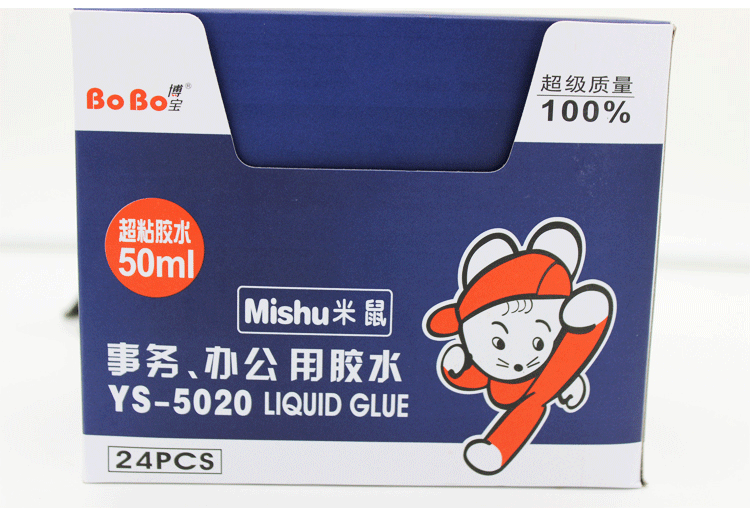 BoBo博宝®
超级质量
100%
超粘胶水
50ml
Mishu米鼠
事务、办公用胶水
YS-5020 LIQUID GLUE
24PCS